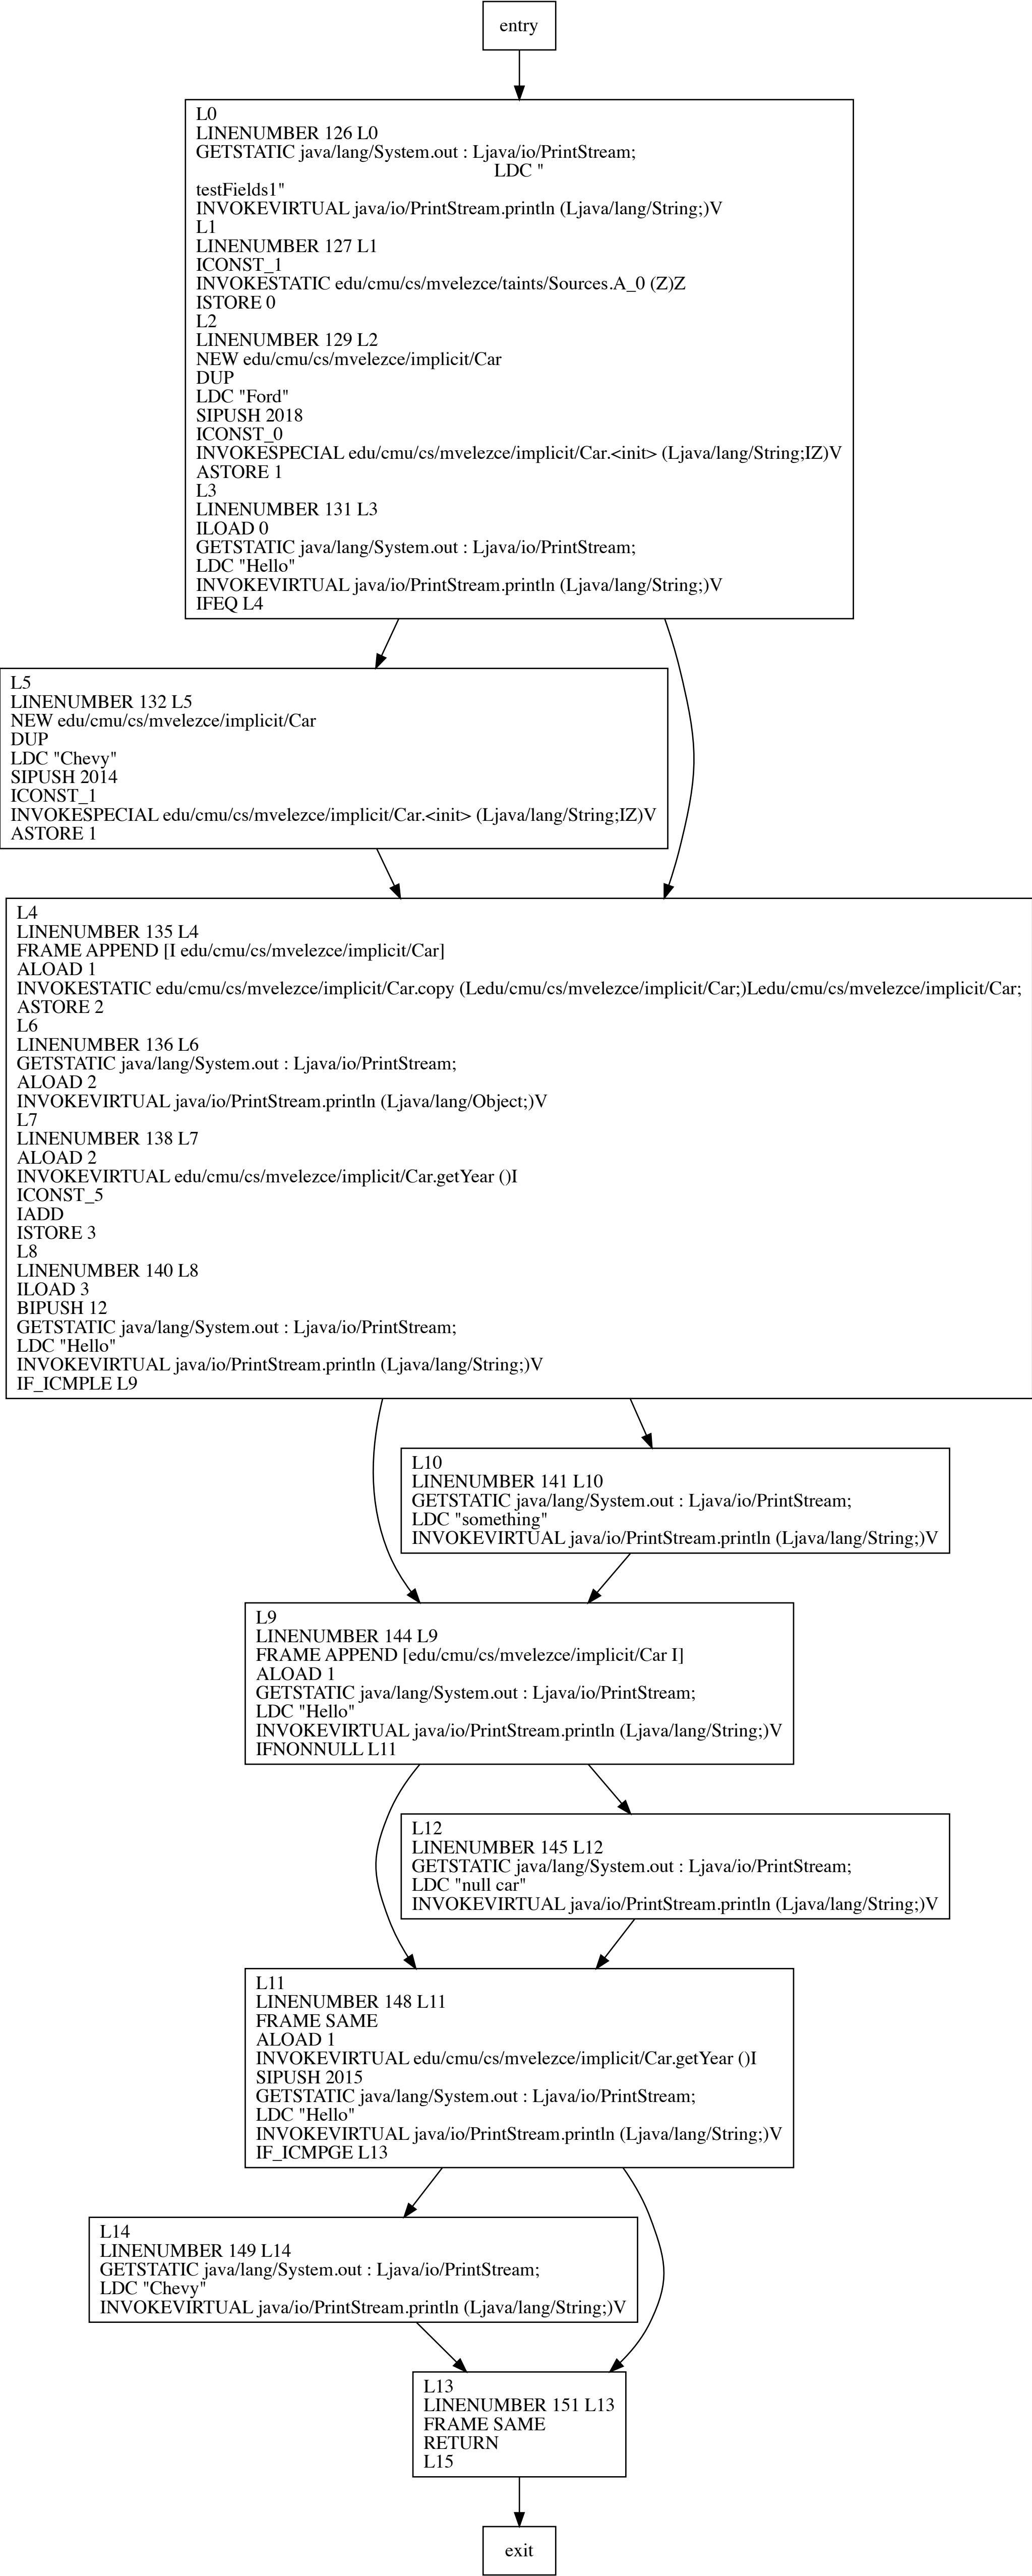 entry
L0
LINENUMBER 126 L0
GETSTATIC java/lang/System.out : Ljava/io/PrintStream;
LDC "
testFields1"
INVOKEVIRTUAL java/io/PrintStream.println (Ljava/lang/String;)V
L1
LINENUMBER 127 L1
ICONST_1
INVOKESTATIC edu/cmu/cs/mvelezce/taints/Sources.A_0 (Z)Z
ISTORE 0
L2
LINENUMBER 129 L2
NEW edu/cmu/cs/mvelezce/implicit/Car
DUP
LDC "Ford"
SIPUSH 2018
ICONST_0
INVOKESPECIAL edu/cmu/cs/mvelezce/implicit/Car.<init> (Ljava/lang/String;IZ)V
ASTORE 1
L3
LINENUMBER 131 L3
ILOAD 0
GETSTATIC java/lang/System.out : Ljava/io/PrintStream;
LDC "Hello"
INVOKEVIRTUAL java/io/PrintStream.println (Ljava/lang/String;)V
IFEQ L4
L5
LINENUMBER 132 L5
NEW edu/cmu/cs/mvelezce/implicit/Car
DUP
LDC "Chevy"
SIPUSH 2014
ICONST_1
INVOKESPECIAL edu/cmu/cs/mvelezce/implicit/Car.<init> (Ljava/lang/String;IZ)V
ASTORE 1
L4
LINENUMBER 135 L4
FRAME APPEND [I edu/cmu/cs/mvelezce/implicit/Car]
ALOAD 1
INVOKESTATIC edu/cmu/cs/mvelezce/implicit/Car.copy (Ledu/cmu/cs/mvelezce/implicit/Car;)Ledu/cmu/cs/mvelezce/implicit/Car;
ASTORE 2
L6
LINENUMBER 136 L6
GETSTATIC java/lang/System.out : Ljava/io/PrintStream;
ALOAD 2
INVOKEVIRTUAL java/io/PrintStream.println (Ljava/lang/Object;)V
L7
LINENUMBER 138 L7
ALOAD 2
INVOKEVIRTUAL edu/cmu/cs/mvelezce/implicit/Car.getYear ()I
ICONST_5
IADD
ISTORE 3
L8
LINENUMBER 140 L8
ILOAD 3
BIPUSH 12
GETSTATIC java/lang/System.out : Ljava/io/PrintStream;
LDC "Hello"
INVOKEVIRTUAL java/io/PrintStream.println (Ljava/lang/String;)V
IF_ICMPLE L9
L10
LINENUMBER 141 L10
GETSTATIC java/lang/System.out : Ljava/io/PrintStream;
LDC "something"
INVOKEVIRTUAL java/io/PrintStream.println (Ljava/lang/String;)V
L9
LINENUMBER 144 L9
FRAME APPEND [edu/cmu/cs/mvelezce/implicit/Car I]
ALOAD 1
GETSTATIC java/lang/System.out : Ljava/io/PrintStream;
LDC "Hello"
INVOKEVIRTUAL java/io/PrintStream.println (Ljava/lang/String;)V
IFNONNULL L11
L12
LINENUMBER 145 L12
GETSTATIC java/lang/System.out : Ljava/io/PrintStream;
LDC "null car"
INVOKEVIRTUAL java/io/PrintStream.println (Ljava/lang/String;)V
L11
LINENUMBER 148 L11
FRAME SAME
ALOAD 1
INVOKEVIRTUAL edu/cmu/cs/mvelezce/implicit/Car.getYear ()I
SIPUSH 2015
GETSTATIC java/lang/System.out : Ljava/io/PrintStream;
LDC "Hello"
INVOKEVIRTUAL java/io/PrintStream.println (Ljava/lang/String;)V
IF_ICMPGE L13
L14
LINENUMBER 149 L14
GETSTATIC java/lang/System.out : Ljava/io/PrintStream;
LDC "Chevy"
INVOKEVIRTUAL java/io/PrintStream.println (Ljava/lang/String;)V
L13
LINENUMBER 151 L13
FRAME SAME
RETURN
L15
exit